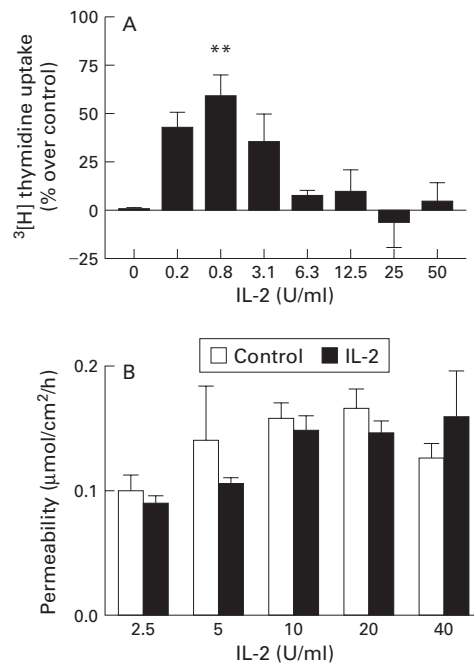 A
**
³[H] thymidine uptake
(% over control)
100
75
50
25
0
−25
0 0.2 0.8 3.1 6.3 12.5 25 50
IL-2 (U/ml)
B
Control IL-2
Permeability (μmol/cm²/h)
0.2
0.1
0.0
2.5 5 10 20 40
IL-2 (U/ml)